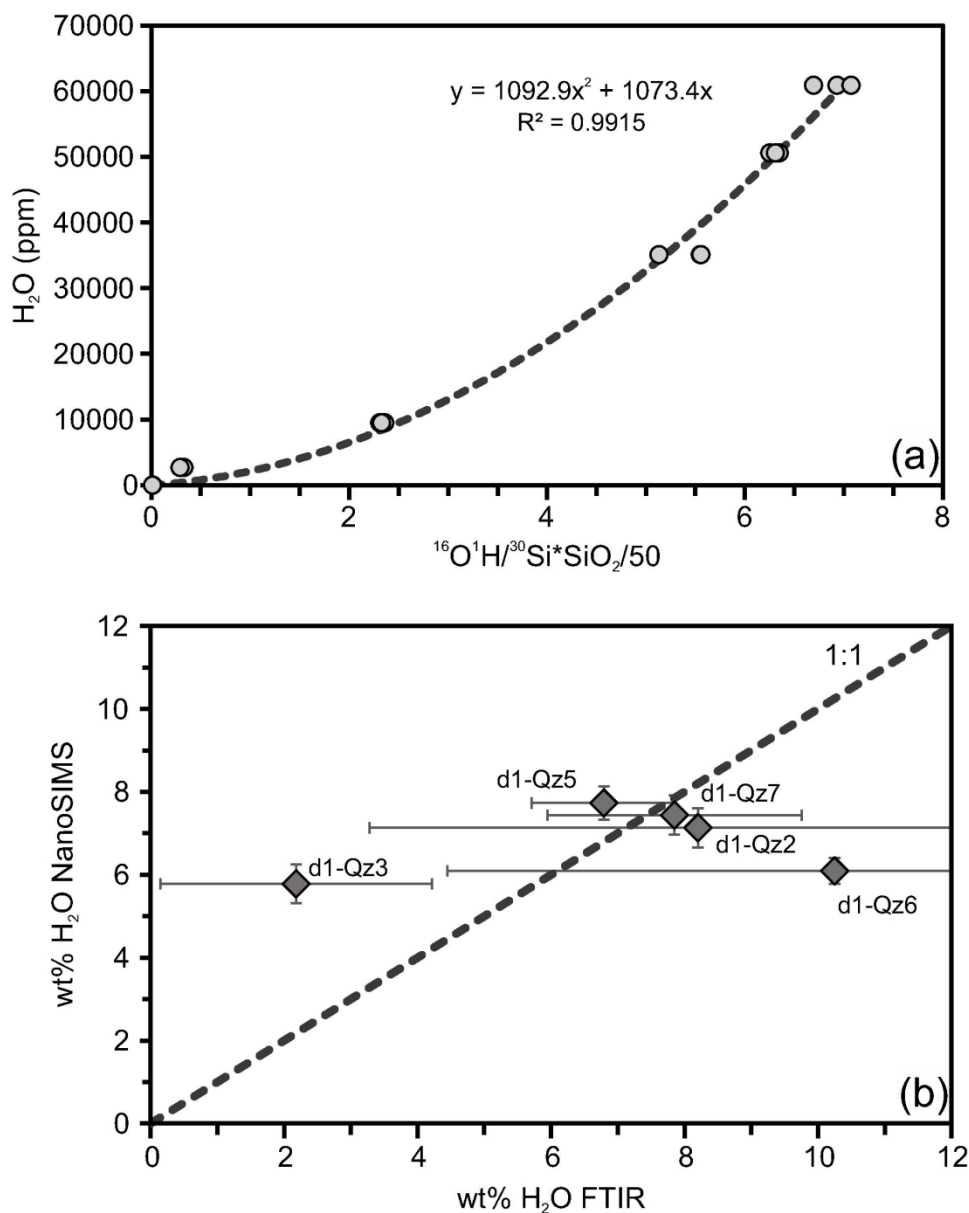 70000
60000
50000
40000
30000
20000
10000
0
H₂O (ppm)
y = 1092.9x² + 1073.4x
R² = 0.9915
(a)
0 2 4 6 8
¹⁶O¹H/³⁰Si*SiO₂/50
12
10
8
6
4
2
0
wt% H₂O NanoSIMS
1:1
d1-Qz5
d1-Qz7
d1-Qz2
d1-Qz3
d1-Qz6
(b)
0 2 4 6 8 10 12
wt% H₂O FTIR